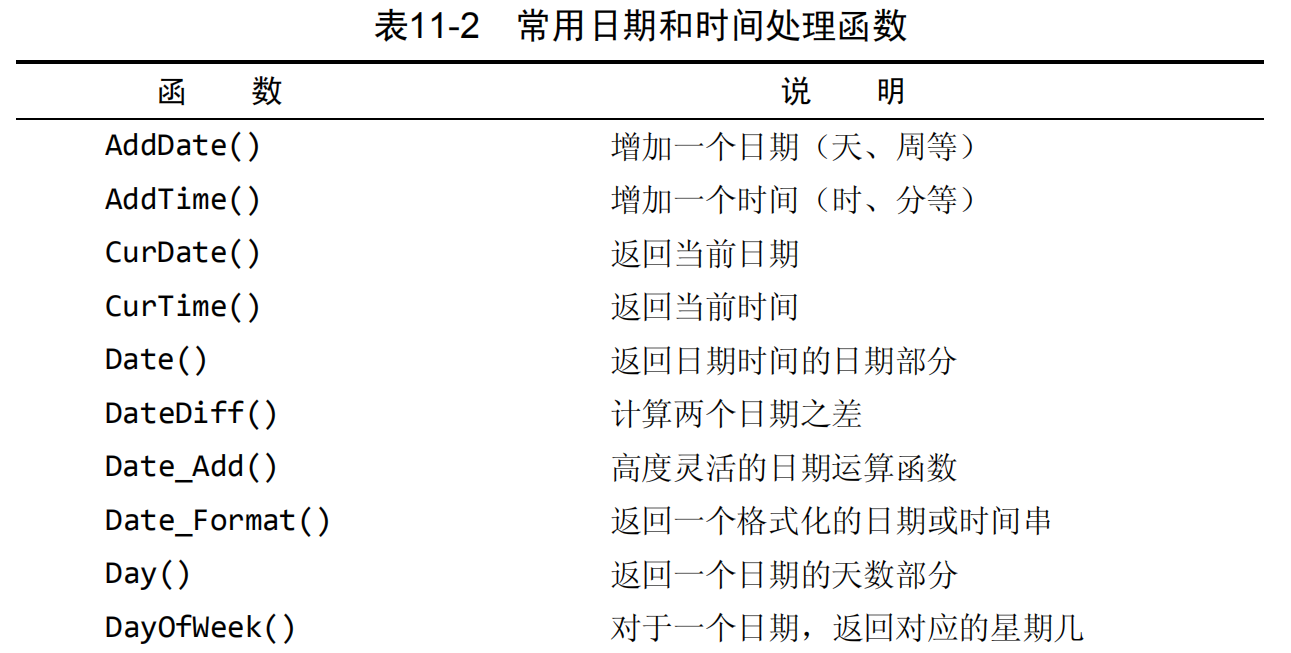 表11-2 常用日期和时间处理函数
函 数 说 明
AddDate() 增加一个日期（天、周等）
AddTime() 增加一个时间（时、分等）
CurDate() 返回当前日期
CurTime() 返回当前时间
Date() 返回日期时间的日期部分
DateDiff() 计算两个日期之差
Date_Add() 高度灵活的日期运算函数
Date_Format() 返回一个格式化的日期或时间串
Day() 返回一个日期的天数部分
DayOfWeek() 对于一个日期，返回对应的星期几